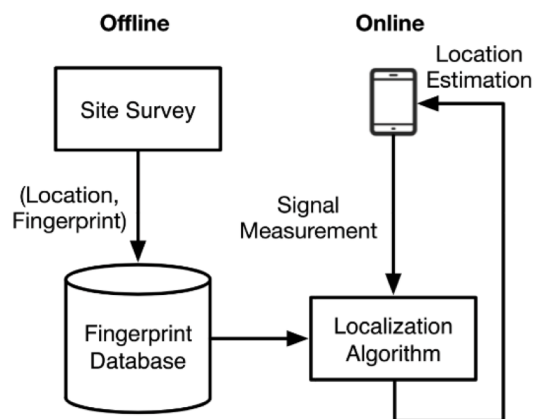 Offline
Online
Site Survey
Location
Estimation
(Location,
Fingerprint)
Signal
Measurement
Fingerprint
Database
Localization
Algorithm